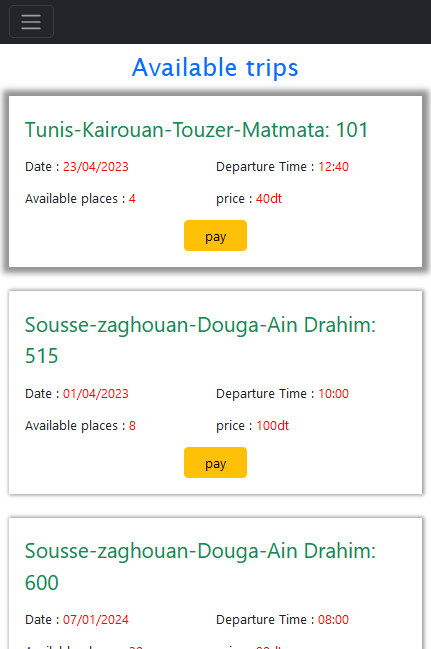 Available trips
Tunis-Kairouan-Touzer-Matmata: 101
Date : 23/04/2023 Departure Time : 12:40
Available places : 4 price : 40dt
pay
Sousse-zaghouan-Douga-Ain Drahim:
515
Date : 01/04/2023 Departure Time : 10:00
Available places : 8 price : 100dt
pay
Sousse-zaghouan-Douga-Ain Drahim:
600
Date : 07/01/2024 Departure Time : 08:00